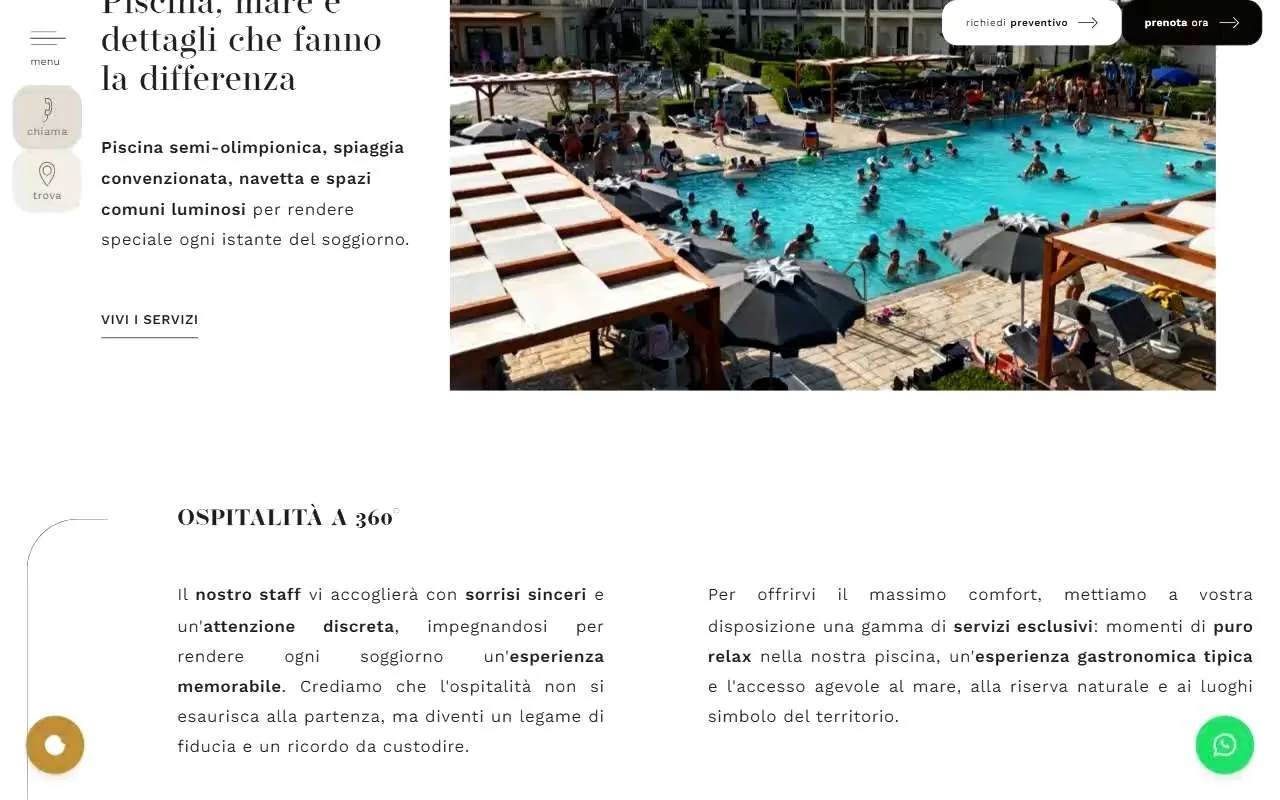 richiedi preventivo
prenota ora
menu
chiama
trova
Piscina, mare e
dettagli che fanno
la differenza
Piscina semi-olimpionica, spiaggia
convenzionata, navetta e spazi
comuni luminosi per rendere
speciale ogni istante del soggiorno.
VIVI I SERVIZI
OSPITALITÀ A 360°
Il nostro staff vi accoglierà con sorrisi sinceri e
un'attenzione discreta, impegnandosi per
rendere ogni soggiorno un'esperienza
memorabile. Crediamo che l'ospitalità non si
esaurisca alla partenza, ma diventi un legame di
fiducia e un ricordo da custodire.
Per offrirvi il massimo comfort, mettiamo a vostra
disposizione una gamma di servizi esclusivi: momenti di puro
relax nella nostra piscina, un'esperienza gastronomica tipica
e l'accesso agevole al mare, alla riserva naturale e ai luoghi
simbolo del territorio.